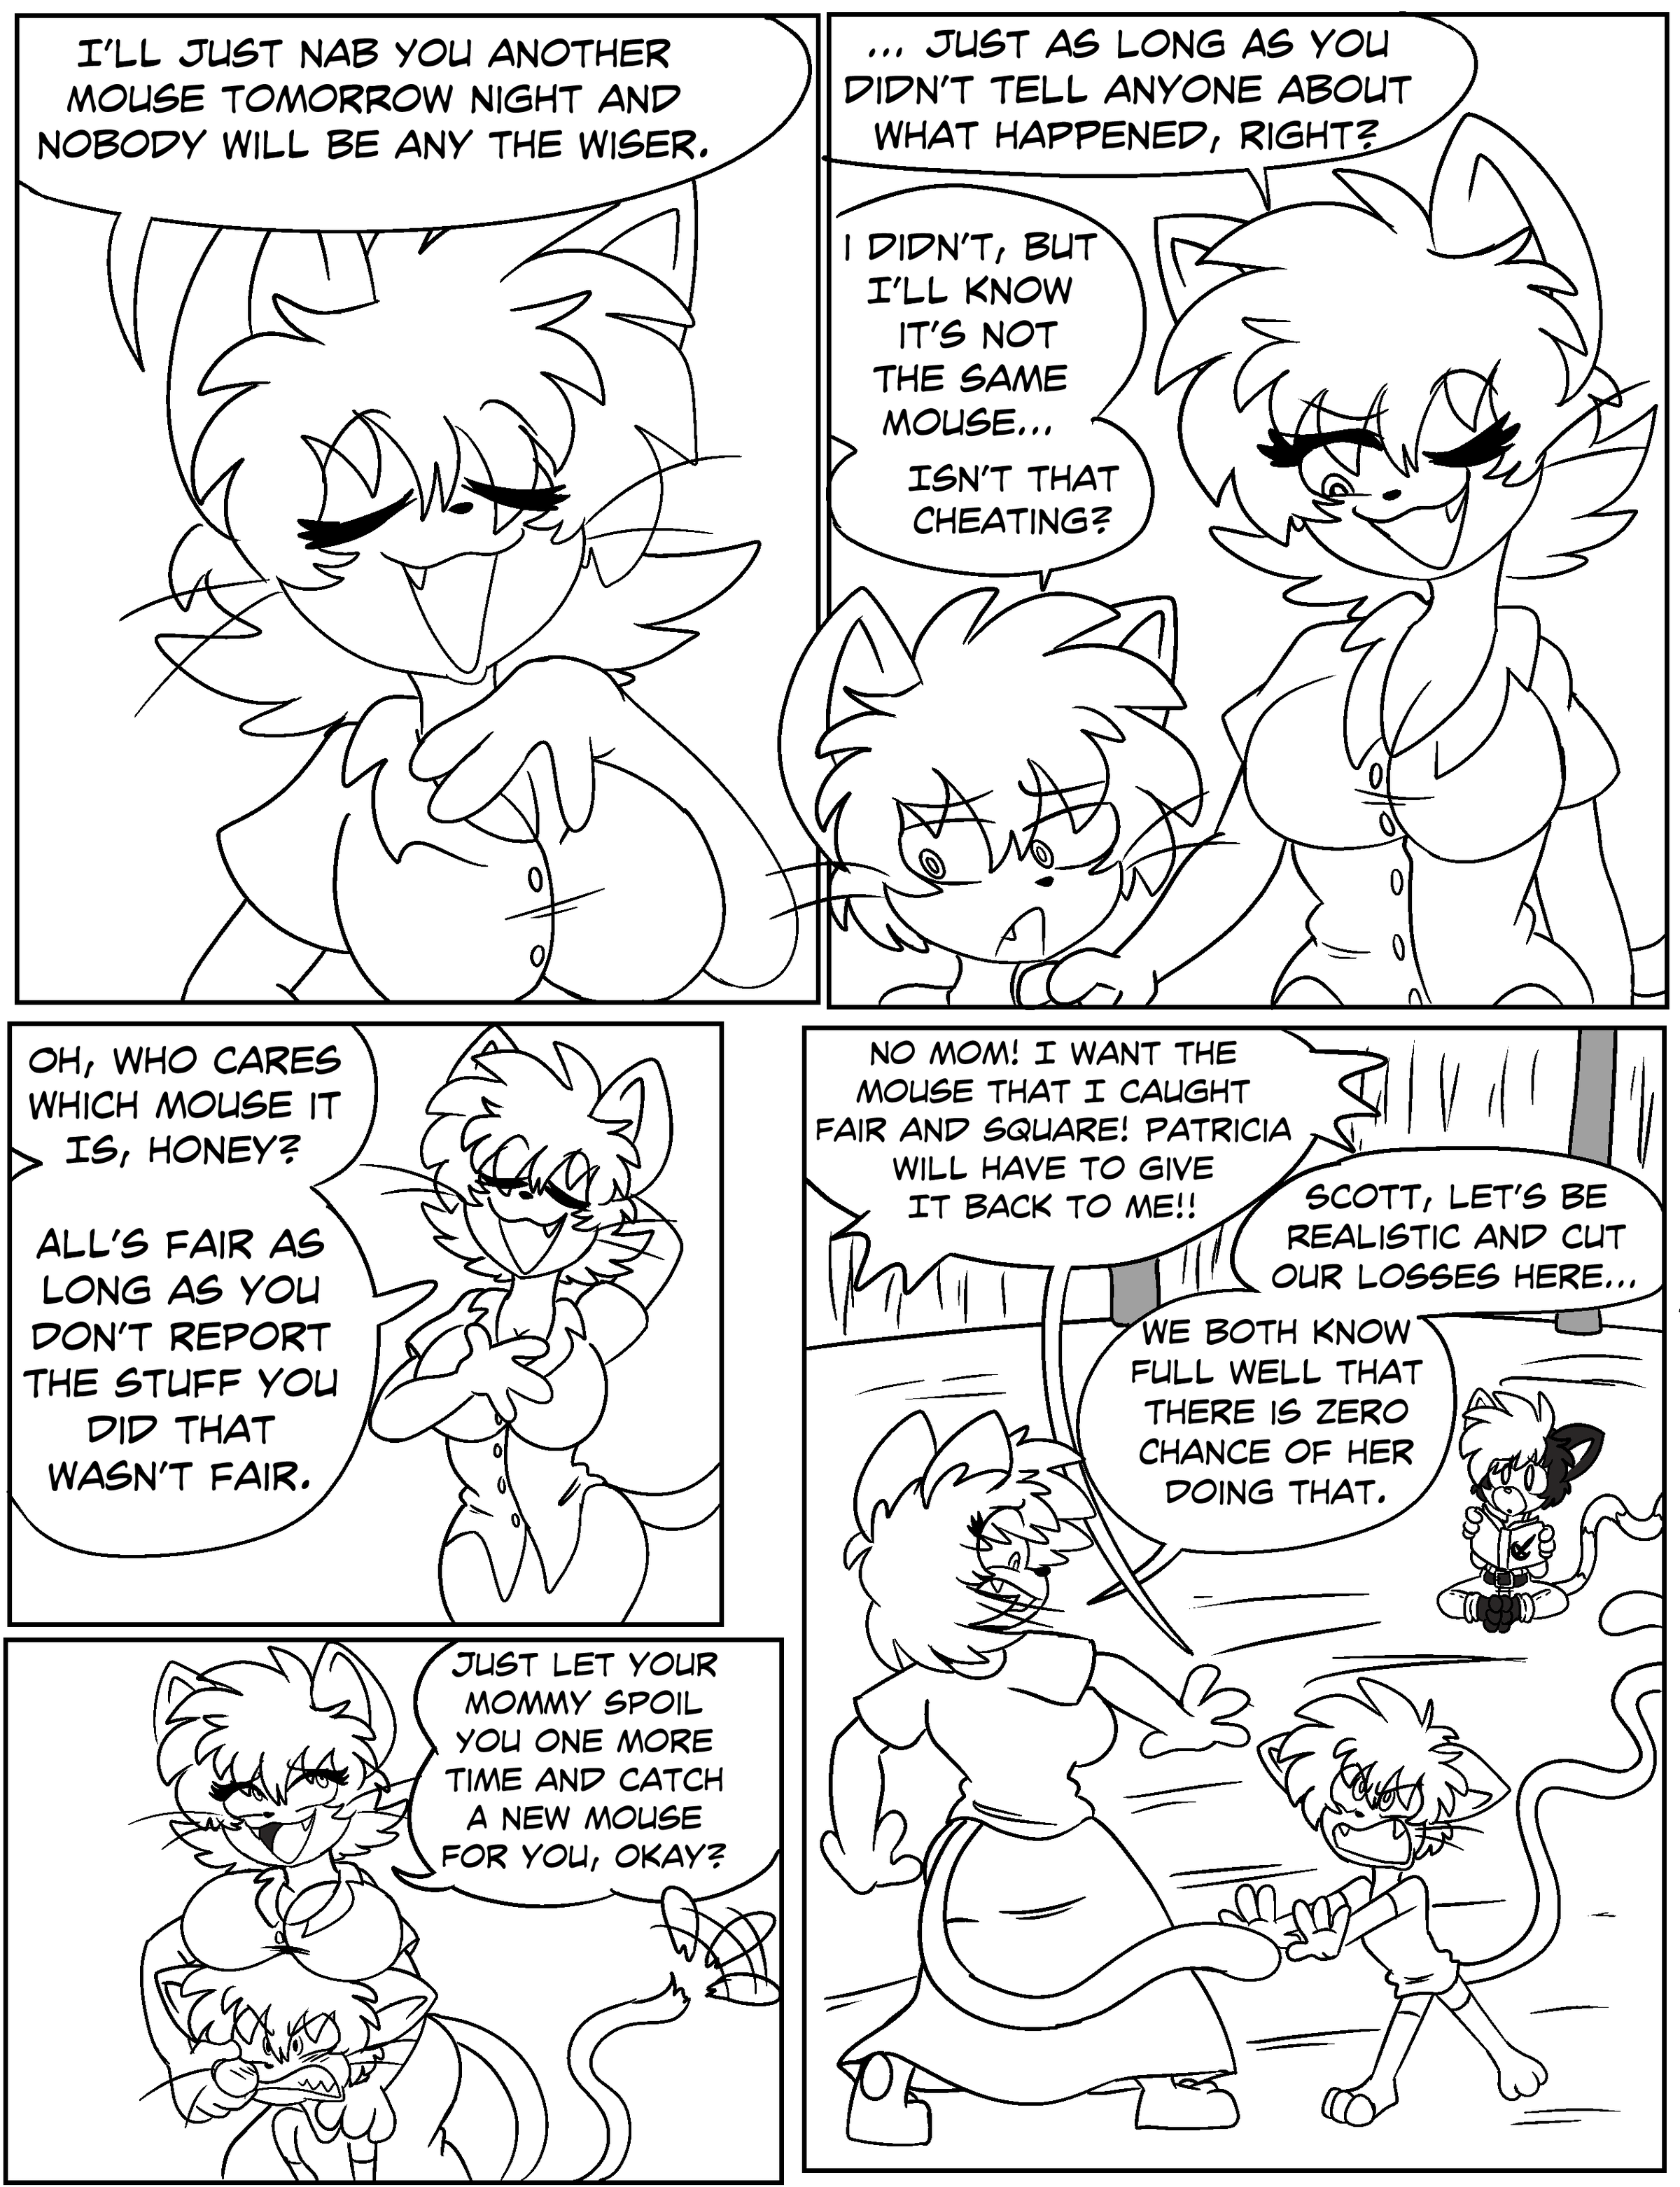 I'LL JUST NAB YOU ANOTHER
MOUSE TOMORROW NIGHT AND
NOBODY WILL BE ANY THE WISER.
... JUST AS LONG AS YOU
DIDN'T TELL ANYONE ABOUT
WHAT HAPPENED, RIGHT?
I DIDN'T, BUT
I'LL KNOW
IT'S NOT
THE SAME
MOUSE...
ISN'T THAT
CHEATING?
OH, WHO CARES
WHICH MOUSE IT
IS, HONEY?
ALL'S FAIR AS
LONG AS YOU
DON'T REPORT
THE STUFF YOU
DID THAT
WASN'T FAIR.
JUST LET YOUR
MOMMY SPOIL
YOU ONE MORE
TIME AND CATCH
A NEW MOUSE
FOR YOU, OKAY?
NO MOM! I WANT THE
MOUSE THAT I CAUGHT
FAIR AND SQUARE! PATRICIA
WILL HAVE TO GIVE
IT BACK TO ME!!
SCOTT, LET'S BE
REALISTIC AND CUT
OUR LOSSES HERE...
WE BOTH KNOW
FULL WELL THAT
THERE IS ZERO
CHANCE OF HER
DOING THAT.